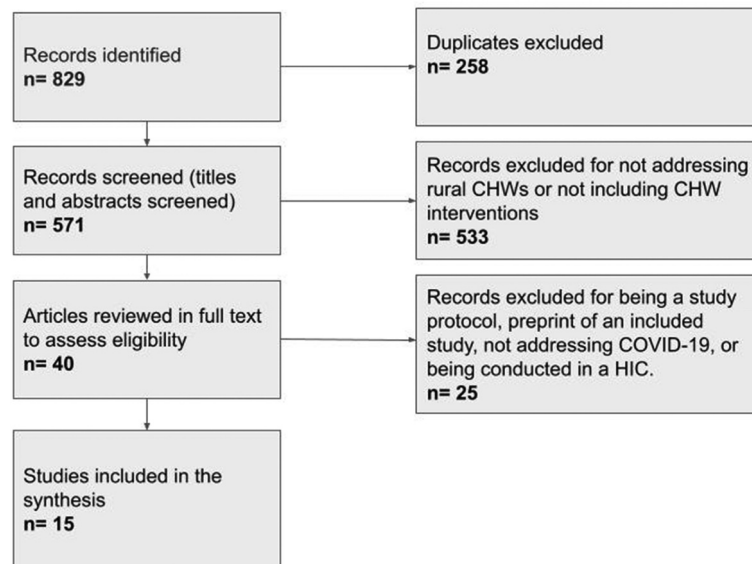 Records identified
n= 829
Duplicates excluded
n= 258
Records screened (titles
and abstracts screened)
n= 571
Records excluded for not addressing
rural CHWs or not including CHW
interventions
n= 533
Articles reviewed in full text
to assess eligibility
n= 40
Records excluded for being a study
protocol, preprint of an included
study, not addressing COVID-19, or
being conducted in a HIC.
n= 25
Studies included in the
synthesis
n= 15